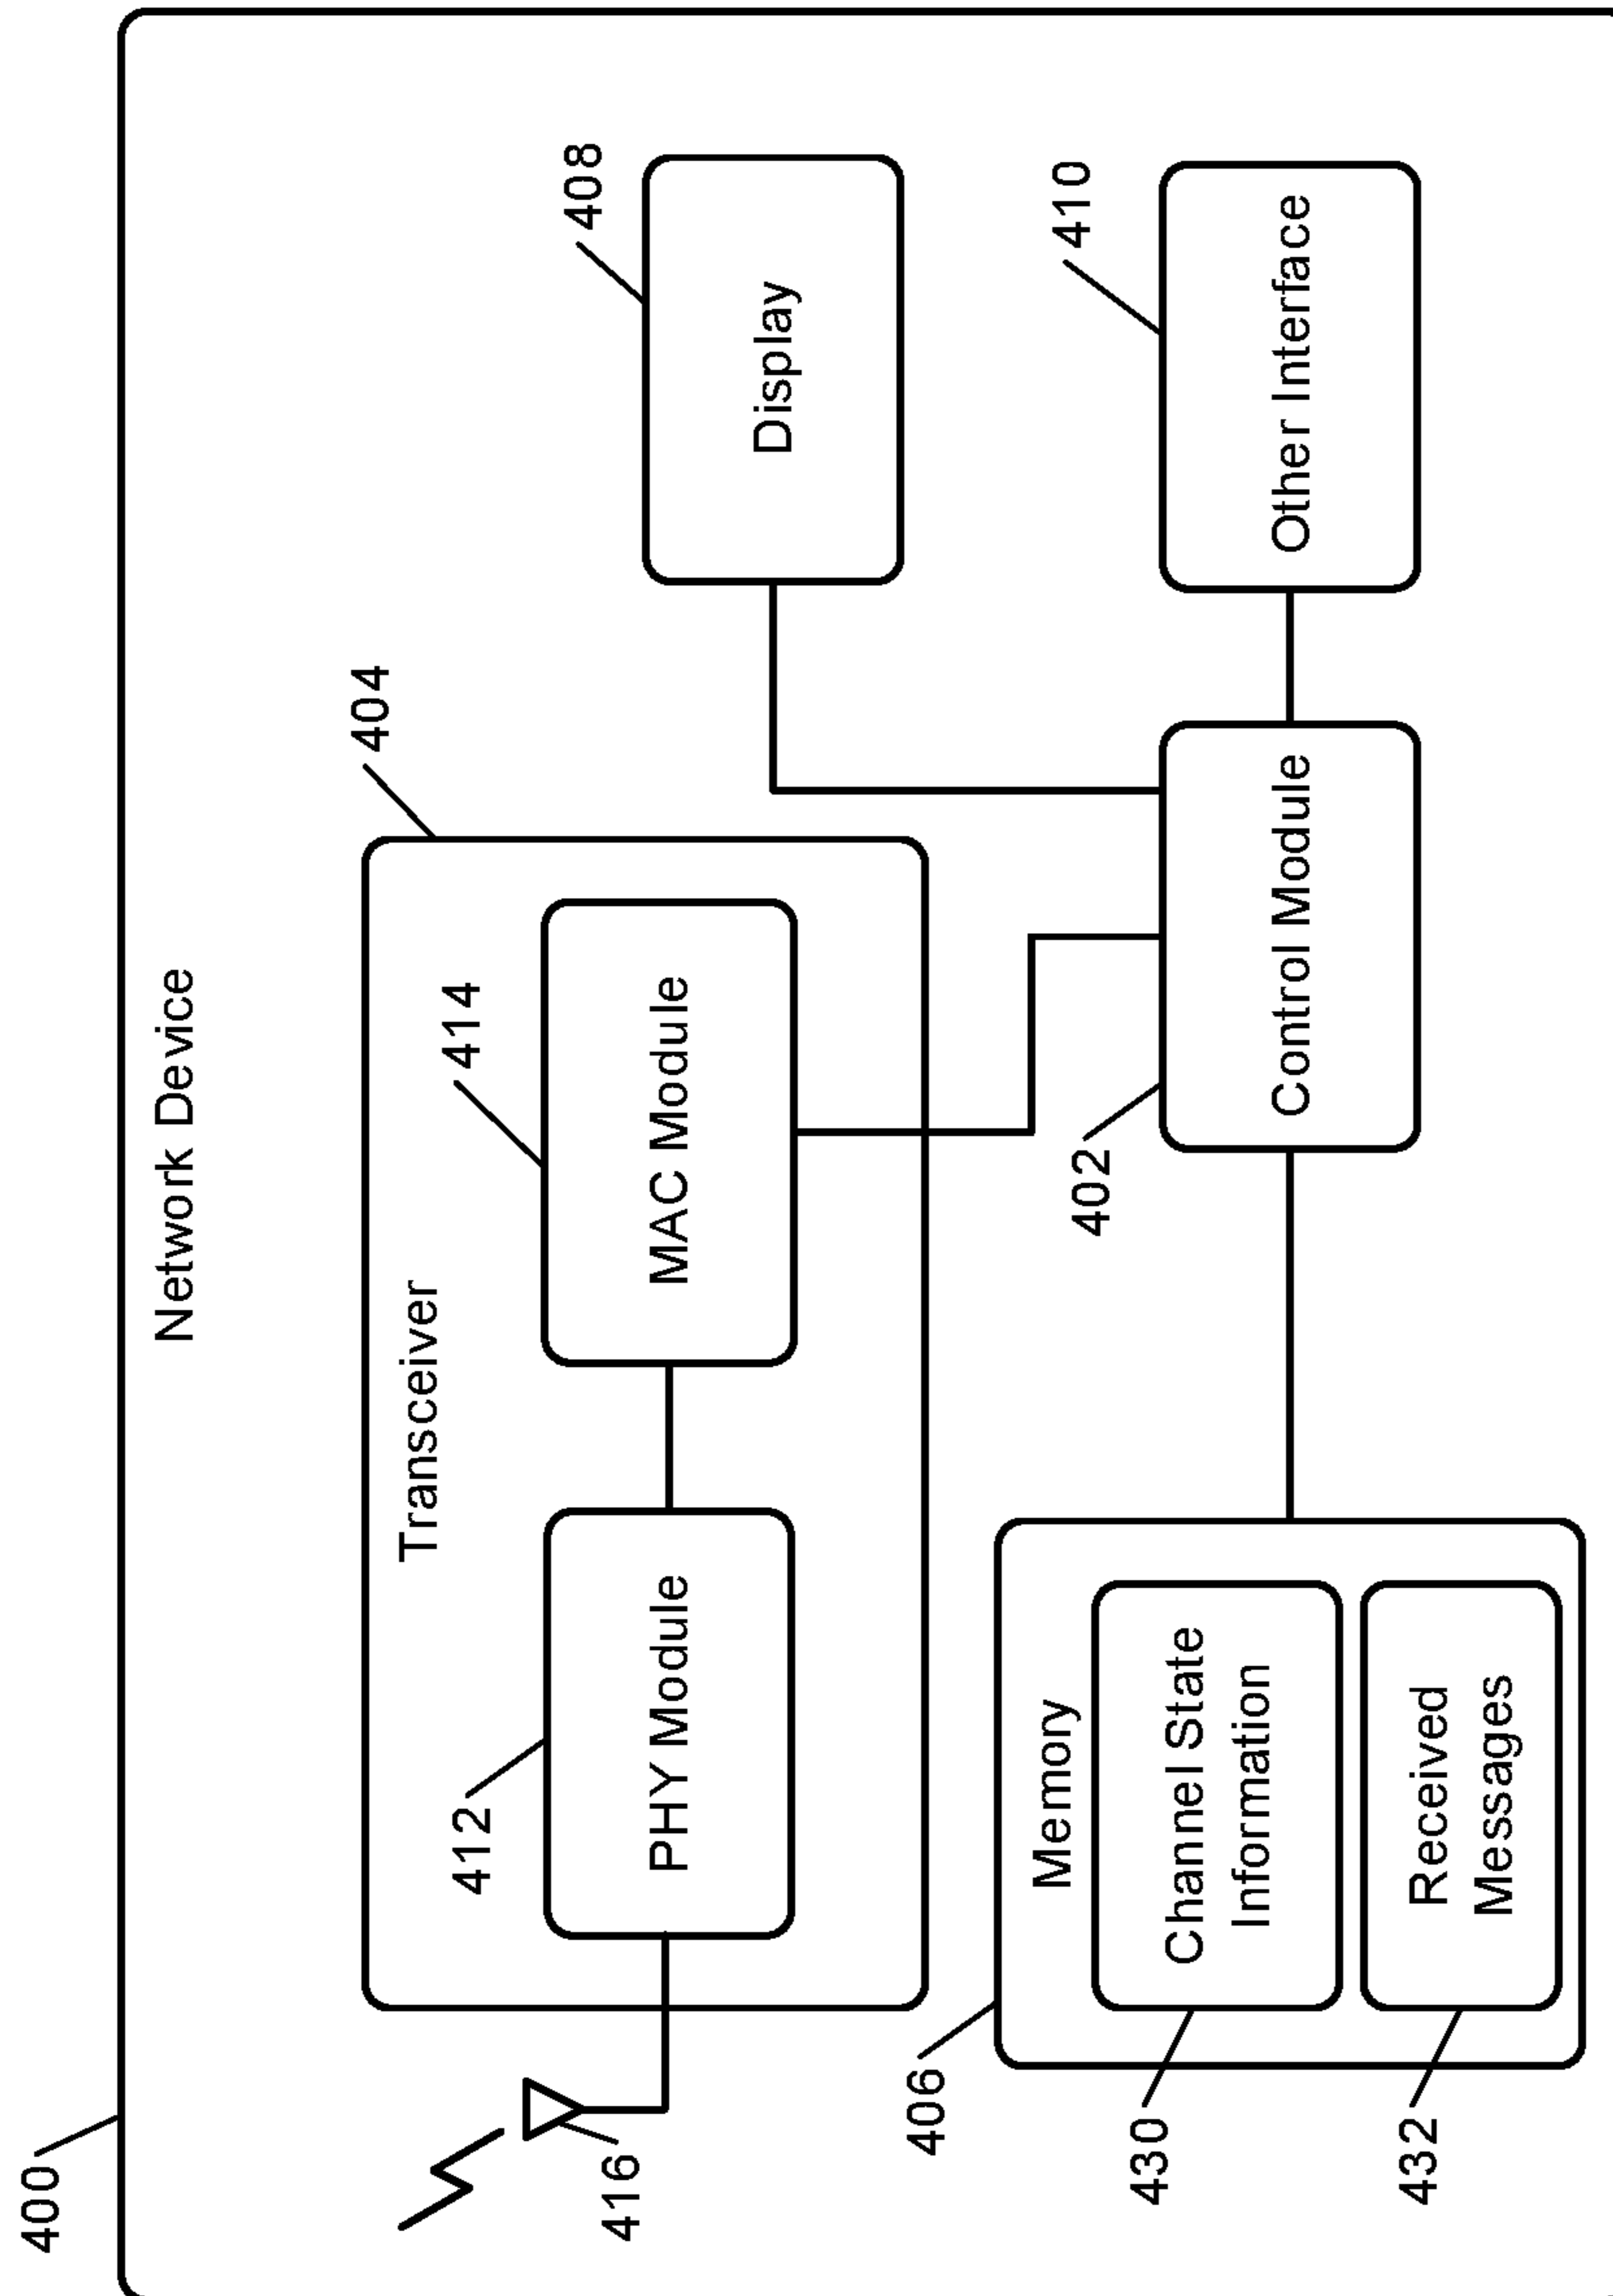 400
Network Device
Transceiver
404
416
412
PHY Module
414
MAC Module
408
Display
406
Memory
430
Channel State
Information
432
Received
Messages
402
Control Module
410
Other Interface